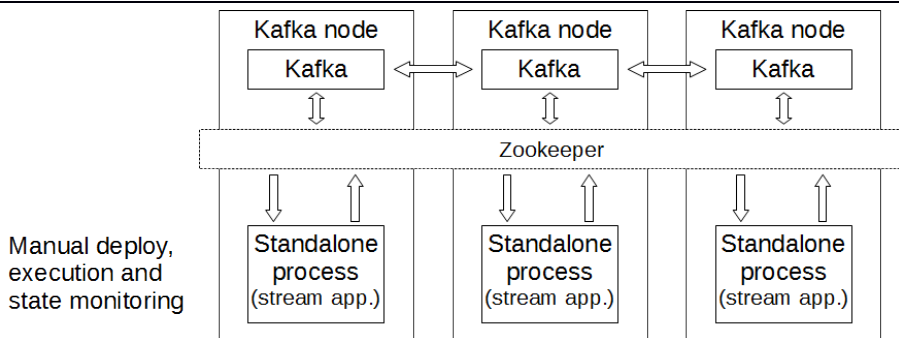 Kafka node
Kafka node
Kafka node
Kafka
Kafka
Kafka
Zookeeper
Manual deploy,
execution and
state monitoring
Standalone
process
(stream app.)
Standalone
process
(stream app.)
Standalone
process
(stream app.)